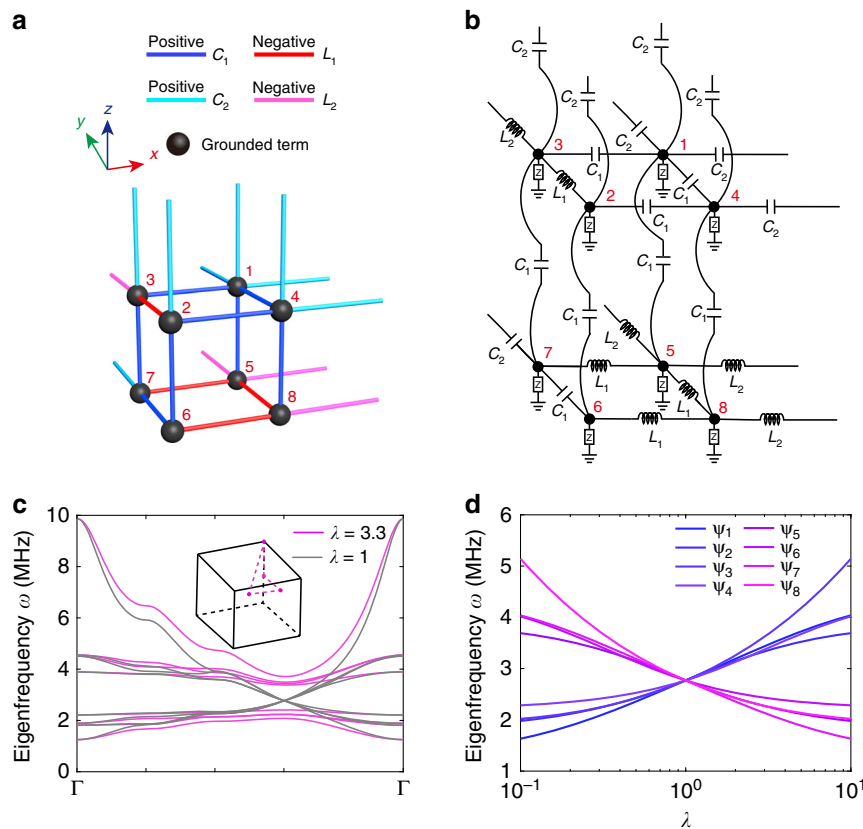 a
Positive C1 Negative L1
Positive C2 Negative L2
Grounded term
z
y
x
3
1
2
4
7
5
6
8
b
C2
C2
C2
C2
L2
C2
3
1
C1
C2
Z
Z
L1
C1
2
4
C1
C2
Z
Z
C1
C1
C1
C1
L2
C2
7
5
L1
L2
Z
Z
C1
L1
6
8
L1
L2
Z
Z
c
Eigenfrequency ω (MHz)
10
8
6
4
2
0
Γ
Γ
λ = 3.3
λ = 1
d
Eigenfrequency ω (MHz)
6
5
4
3
2
1
ψ1 ψ5
ψ2 ψ6
ψ3 ψ7
ψ4 ψ8
10⁻¹ 10⁰ 10¹
λ